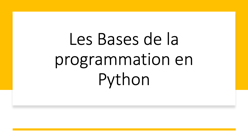 Les Bases de la
programmation en
Python